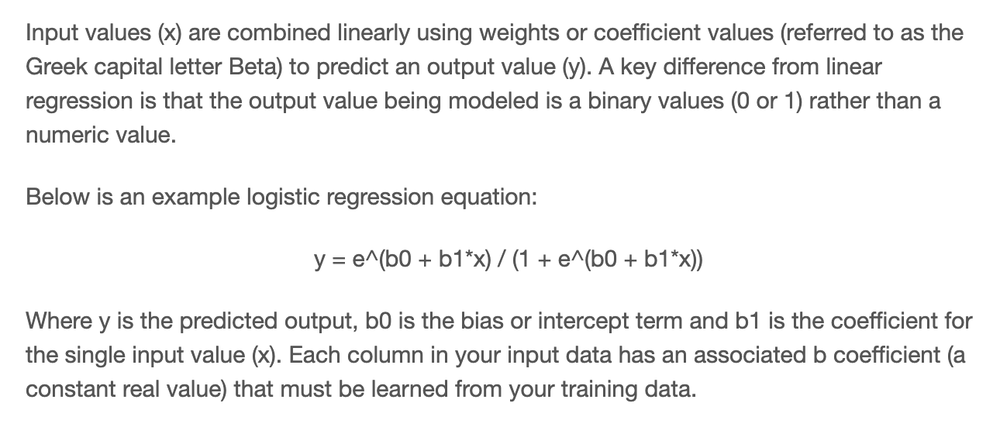 Input values (x) are combined linearly using weights or coefficient values (referred to as the
Greek capital letter Beta) to predict an output value (y). A key difference from linear
regression is that the output value being modeled is a binary values (0 or 1) rather than a
numeric value.
Below is an example logistic regression equation:
y = e^(b0 + b1*x) / (1 + e^(b0 + b1*x))
Where y is the predicted output, b0 is the bias or intercept term and b1 is the coefficient for
the single input value (x). Each column in your input data has an associated b coefficient (a
constant real value) that must be learned from your training data.